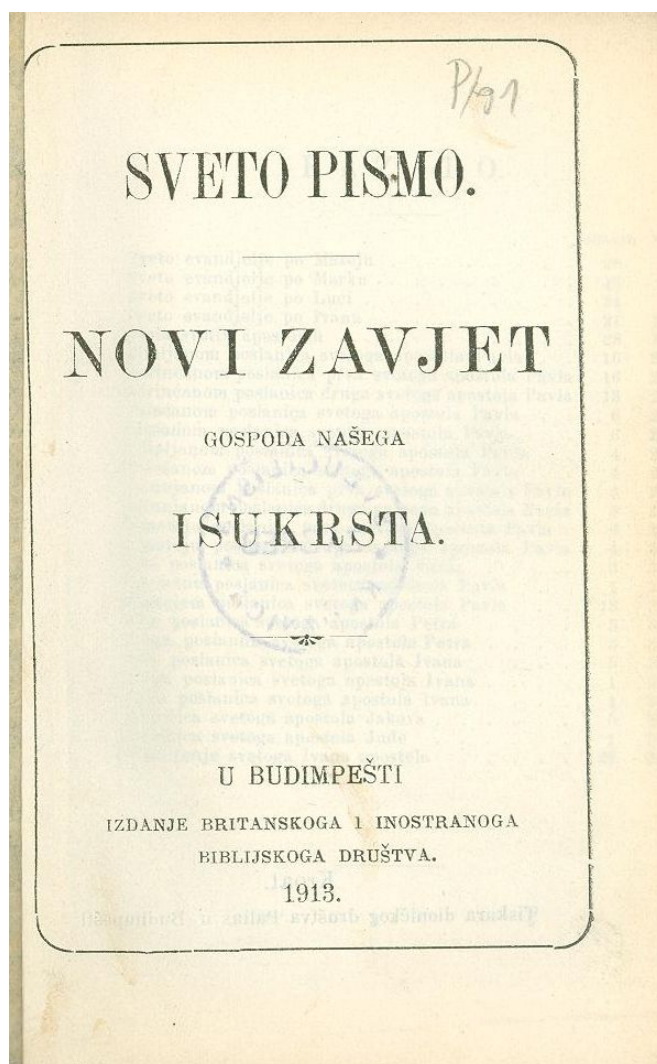 P/91
SVETO PISMO.
NOVI ZAVJET
GOSPODA NAŠEGA
ISUKRSTA.
U BUDIMPEŠTI
IZDANJE BRITANSKOGA I INOSTRANOGA
BIBLIJSKOGA DRUŠTVA.
1913.